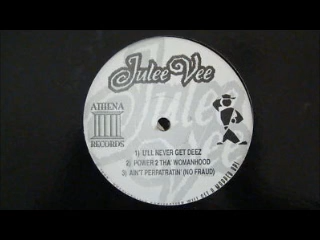 Julee Vee
ATHENA
RECORDS
1) U'LL NEVER GET DEEZ
2) POWER 2 THA' WOMANHOOD
3) AIN'T PERPATRATIN' (NO FRAUD)